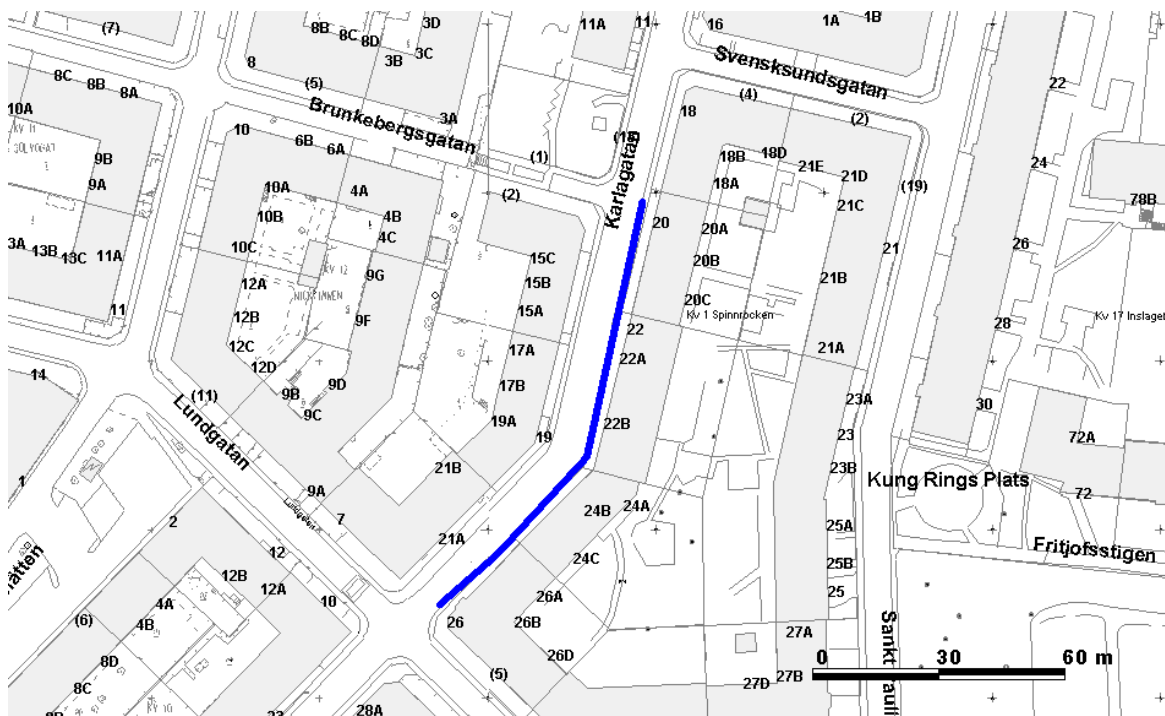 (7)
8C
8B
8A
10A
KV 11
9B
9A
13B
13C
11A
11
14
1
8
(5)
8B
8C
8D
3D
3C
3B
3A
Brunkebergsgatan
10
6B
6A
10A
4A
4B
4C
10B
10C
12A
12B
12C
12D
KV 12
9G
9F
9D
9B
9C
(11)
Lundgatan
9A
7
21A
21B
(1)
(2)
15C
15B
15A
17A
17B
19A
19
11A
11
Karlagatan
16
1A
1B
Svensksundsgatan
(4)
(2)
18
18B
18D
18A
21E
21D
21C
(19)
20
20A
20B
20C
21
21B
Kv 1 Spinnrocken
22
22A
22B
21A
23A
23
23B
24B
24A
24C
25A
25B
25
26
26A
26B
26D
(5)
27A
27B
27D
22
24
26
28
30
78B
Kv 17 Inslaget
72A
72
Kung Rings Plats
Fritjofsstigen
2
12
12B
12A
10
(6)
4A
4B
8D
8C
KV 10
28A
0 30 60 m